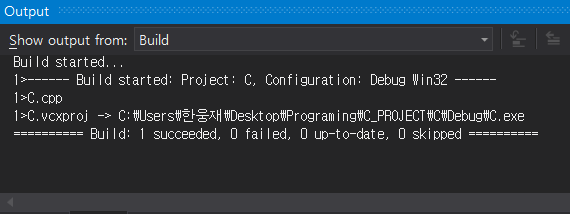 Output
Show output from: Build
Build started...
1>------ Build started: Project: C, Configuration: Debug Win32 ------
1>C.cpp
1>C.vcxproj -> C:₩Users₩한웅재₩Desktop₩Programing₩C_PROJECT₩C₩Debug₩C.exe
========== Build: 1 succeeded, 0 failed, 0 up-to-date, 0 skipped ==========